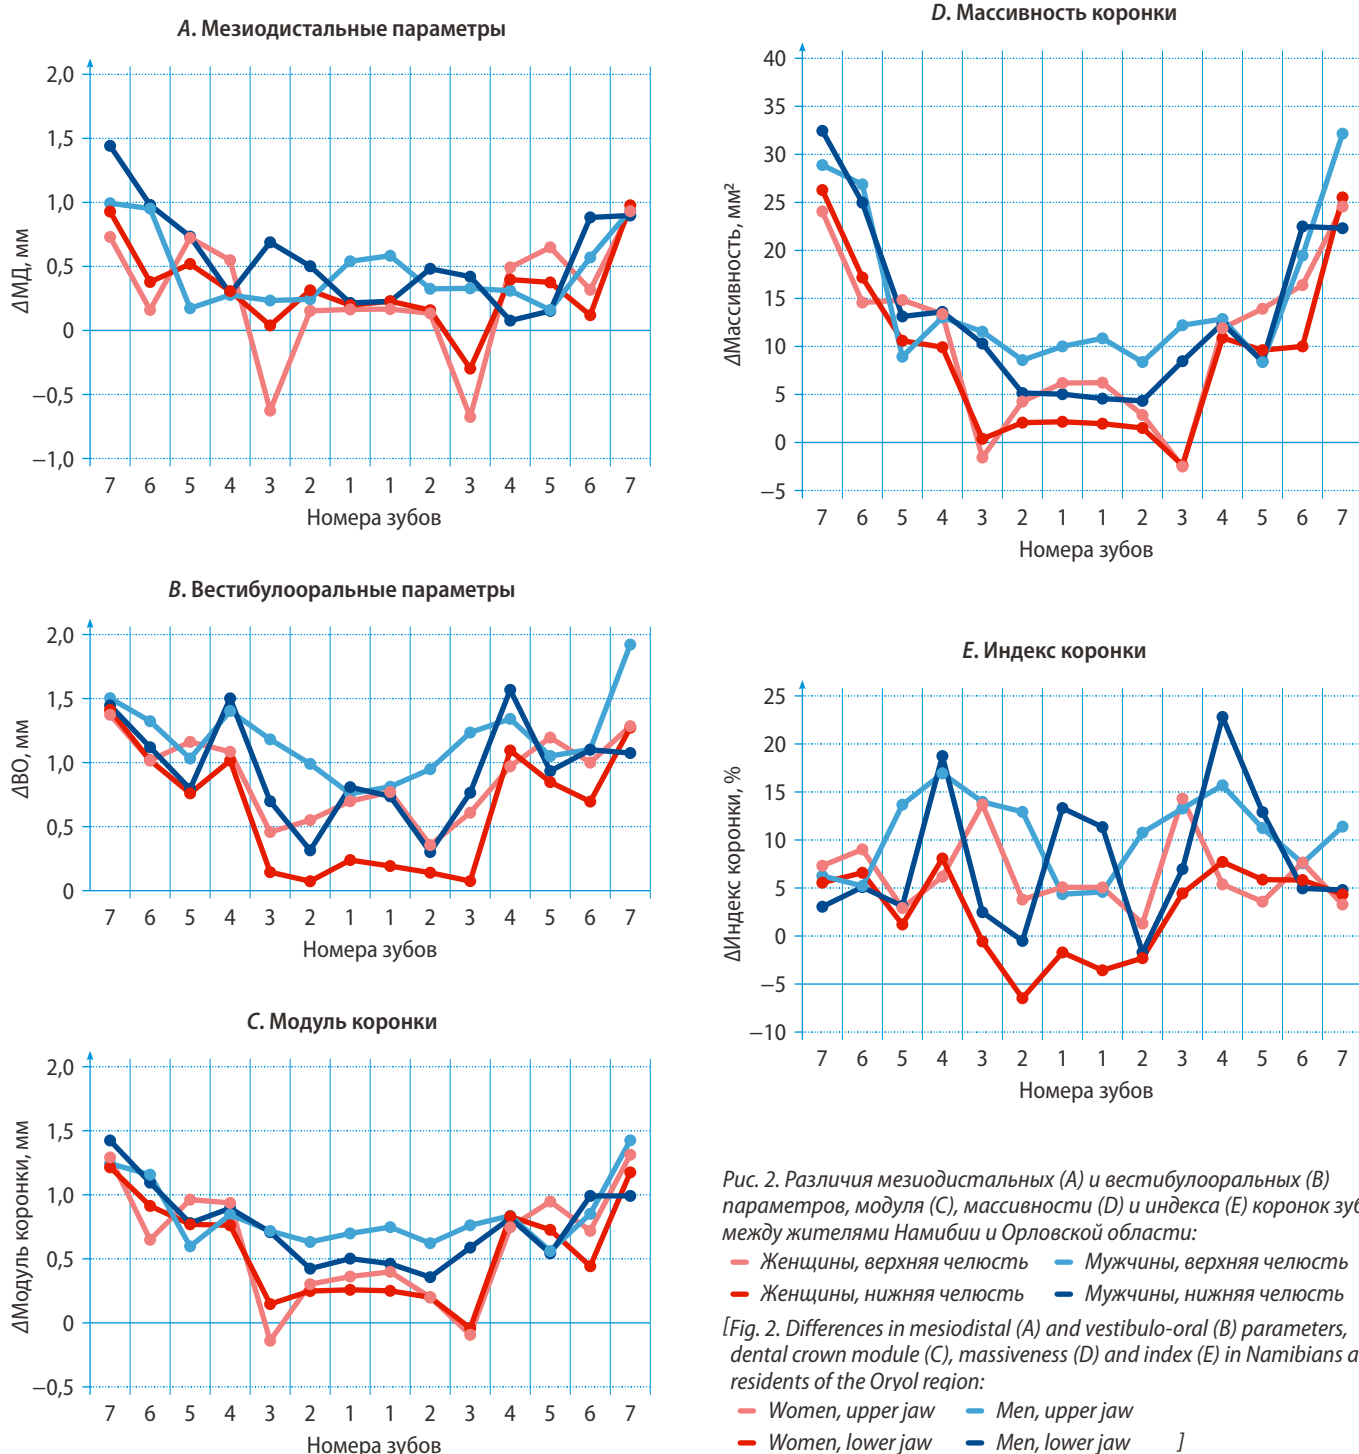 A. Мезиодистальные параметры
2,0
1,5
1,0
0,5
0
−0,5
−1,0
ΔМД, мм
7 6 5 4 3 2 1 1 2 3 4 5 6 7
Номера зубов
B. Вестибулооральные параметры
2,0
1,5
1,0
0,5
0
ΔВО, мм
7 6 5 4 3 2 1 1 2 3 4 5 6 7
Номера зубов
C. Модуль коронки
2,0
1,5
1,0
0,5
0
−0,5
ΔМодуль коронки, мм
7 6 5 4 3 2 1 1 2 3 4 5 6 7
Номера зубов
D. Массивность коронки
40
35
30
25
20
15
10
5
0
−5
ΔМассивность, мм²
7 6 5 4 3 2 1 1 2 3 4 5 6 7
Номера зубов
E. Индекс коронки
25
20
15
10
5
0
−5
−10
ΔИндекс коронки, %
7 6 5 4 3 2 1 1 2 3 4 5 6 7
Номера зубов
Рис. 2. Различия мезиодистальных (A) и вестибулооральных (B)
параметров, модуля (C), массивности (D) и индекса (E) коронок
между жителями Намибии и Орловской области:
Женщины, верхняя челюсть Мужчины, верхняя челюсть
Женщины, нижняя челюсть Мужчины, нижняя челюсть
[Fig. 2. Differences in mesiodistal (A) and vestibulo-oral (B) parameters,
dental crown module (C), massiveness (D) and index (E) in Namibians
residents of the Oryol region:
Women, upper jaw Men, upper jaw
Women, lower jaw Men, lower jaw ]